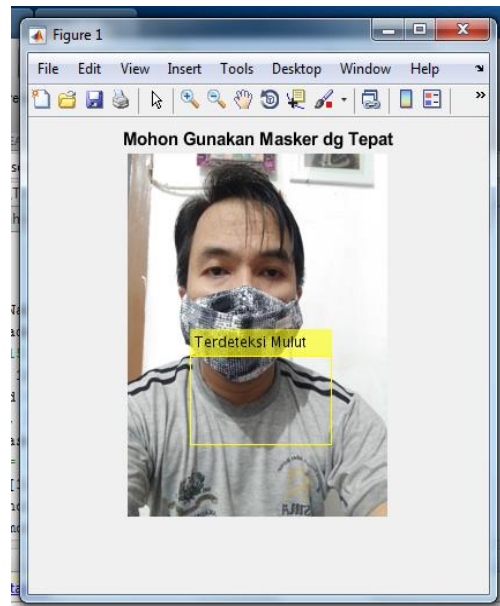 Figure 1
File Edit View Insert Tools Desktop Window Help
Mohon Gunakan Masker dg Tepat
Terdeteksi Mulut